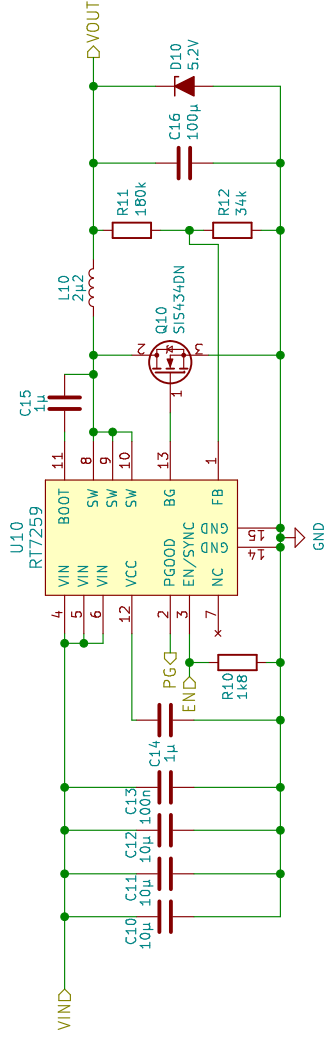 VOUT
D10
5.2V
C16
100µ
R11
180k
R12
34k
L10
2µ2
Q10
SI5434DN
2
3
1
C15
1µ
U10
RT7259
11
8
9
10
13
1
BOOT
SW
SW
SW
BG
FB
GND
15
GND
14
GND
VIN
VIN
VIN
VCC
PGOOD
EN/SYNC
NC
4
5
6
12
2
3
7
PG
EN
R10
1k8
C14
1µ
C13
100n
C12
10µ
C11
10µ
C10
10µ
VIN